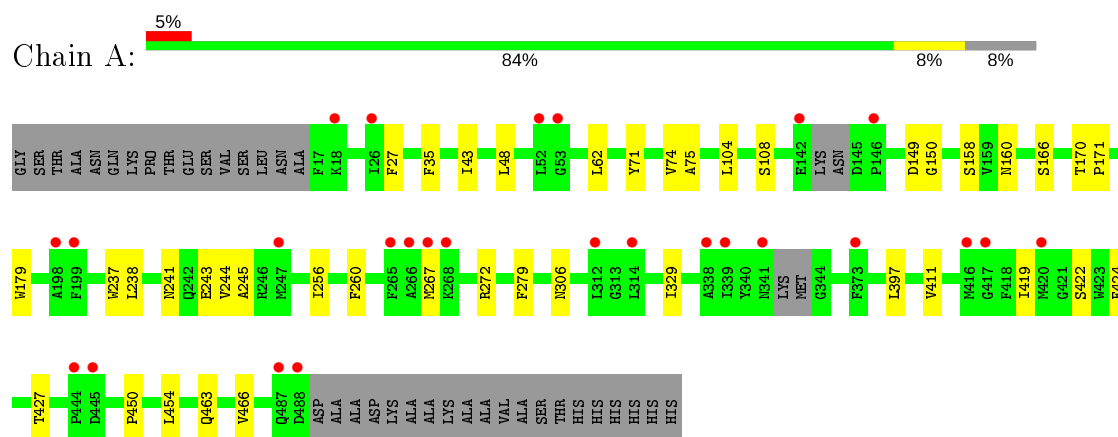 5%
Chain A:
84% 8% 8%
GLY SER THR ALA ASN GLN LYS PRO THR GLU SER VAL SER LEU ASN ALA F17 K18 I26 F27 F35 I43 L48 L52 G53 L62 Y71 V74 A75 L104 S108 E142 LYS ASN D145 P146 D149 G150 S158 V159 N160 S166 T170 P171
W179 A198 F199 W237 L238 N241 Q242 E243 V244 A245 R246 M247 I256 F260 F265 A266 M267 K268 R272 F279 N306 L312 G313 L314 I329 A338 I339 Y340 N341 LYS MET G344 F373 L397 V411 M416 G417 F418 I419 M420 G421 S422 W423
T427 P444 D445 P450 L454 Q463 V466 Q487 D488 ASP ALA ALA ASP LYS ALA ALA LYS ALA ALA VAL ALA SER THR HIS HIS HIS HIS HIS HIS